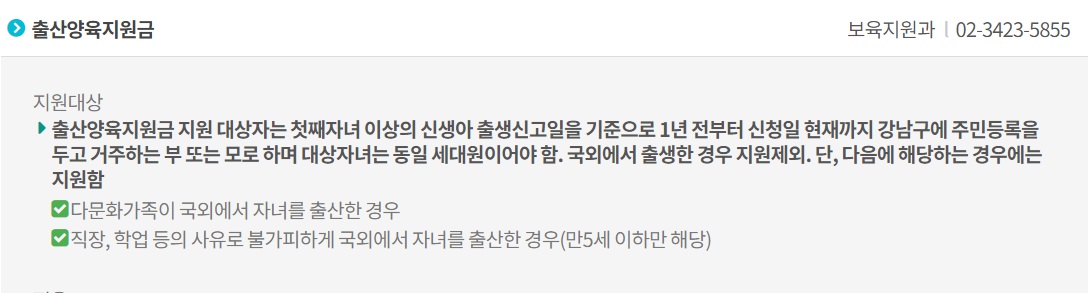 출산양육지원금
보육지원과 | 02-3423-5855
지원대상
출산양육지원금 지원 대상자는 첫째자녀 이상의 신생아 출생신고일을 기준으로 1년 전부터 신청일 현재까지 강남구에 주민등록을
두고 거주하는 부 또는 모로 하며 대상자녀는 동일 세대원이어야 함. 국외에서 출생한 경우 지원제외. 단, 다음에 해당하는 경우에는
지원함
다문화가족이 국외에서 자녀를 출산한 경우
직장, 학업 등의 사유로 불가피하게 국외에서 자녀를 출산한 경우(만5세 이하만 해당)